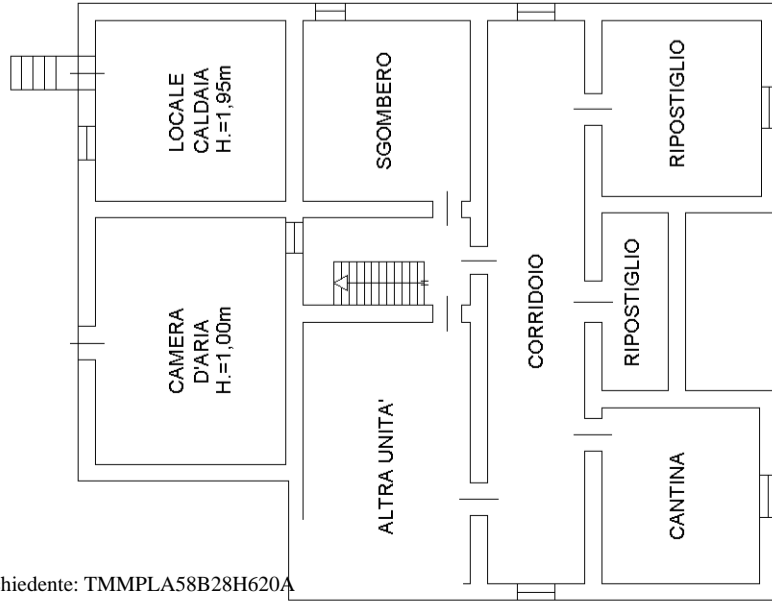 LOCALE
CALDAIA
H.=1,95m
SGOMBERO
RIPOSTIGLIO
CORRIDOIO
RIPOSTIGLIO
CAMERA
D'ARIA
H.=1,00m
ALTRA UNITA'
CANTINA
hiedente: TMMPLA58B28H620A